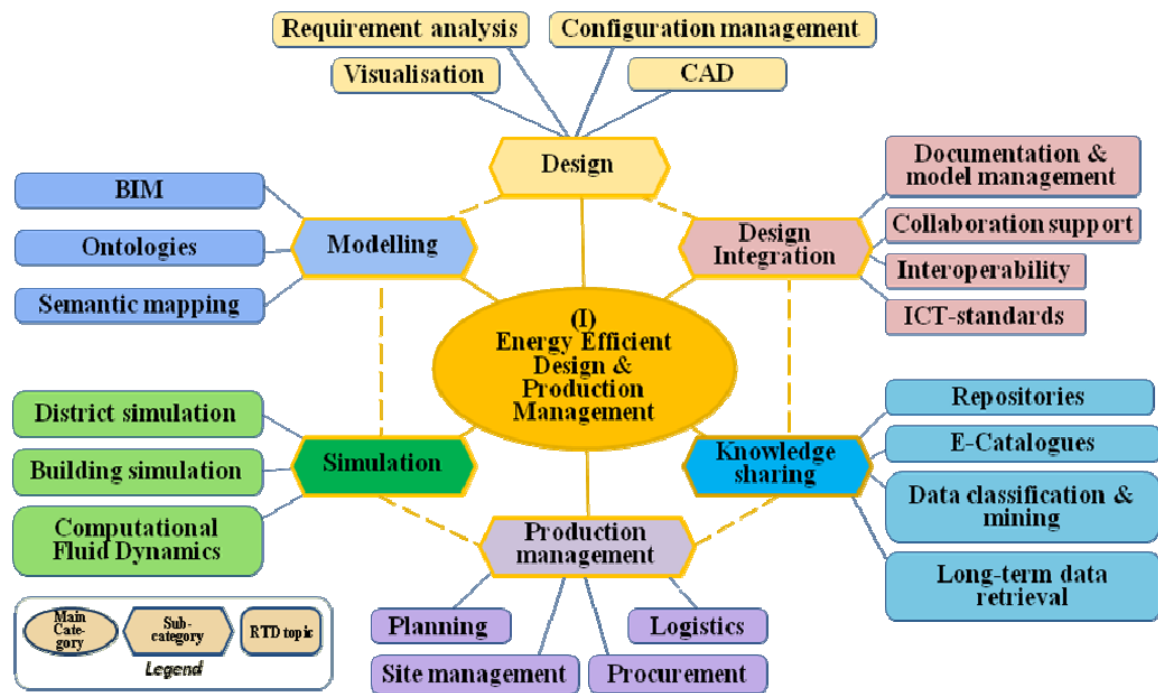 Requirement analysis
Configuration management
Visualisation
CAD
Design
Documentation &
model management
BIM
Collaboration support
Ontologies
Modelling
Design
Integration
Interoperability
Semantic mapping
ICT-standards
(I)
Energy Efficient
Design &
Production
Management
District simulation
Repositories
Building simulation
Simulation
Knowledge
sharing
E-Catalogues
Computational
Fluid Dynamics
Data classification &
mining
Production
management
Long-term data
retrieval
Planning
Logistics
Site management
Procurement
Main
Cate-
gory
Sub-
category
RTD topic
Legend